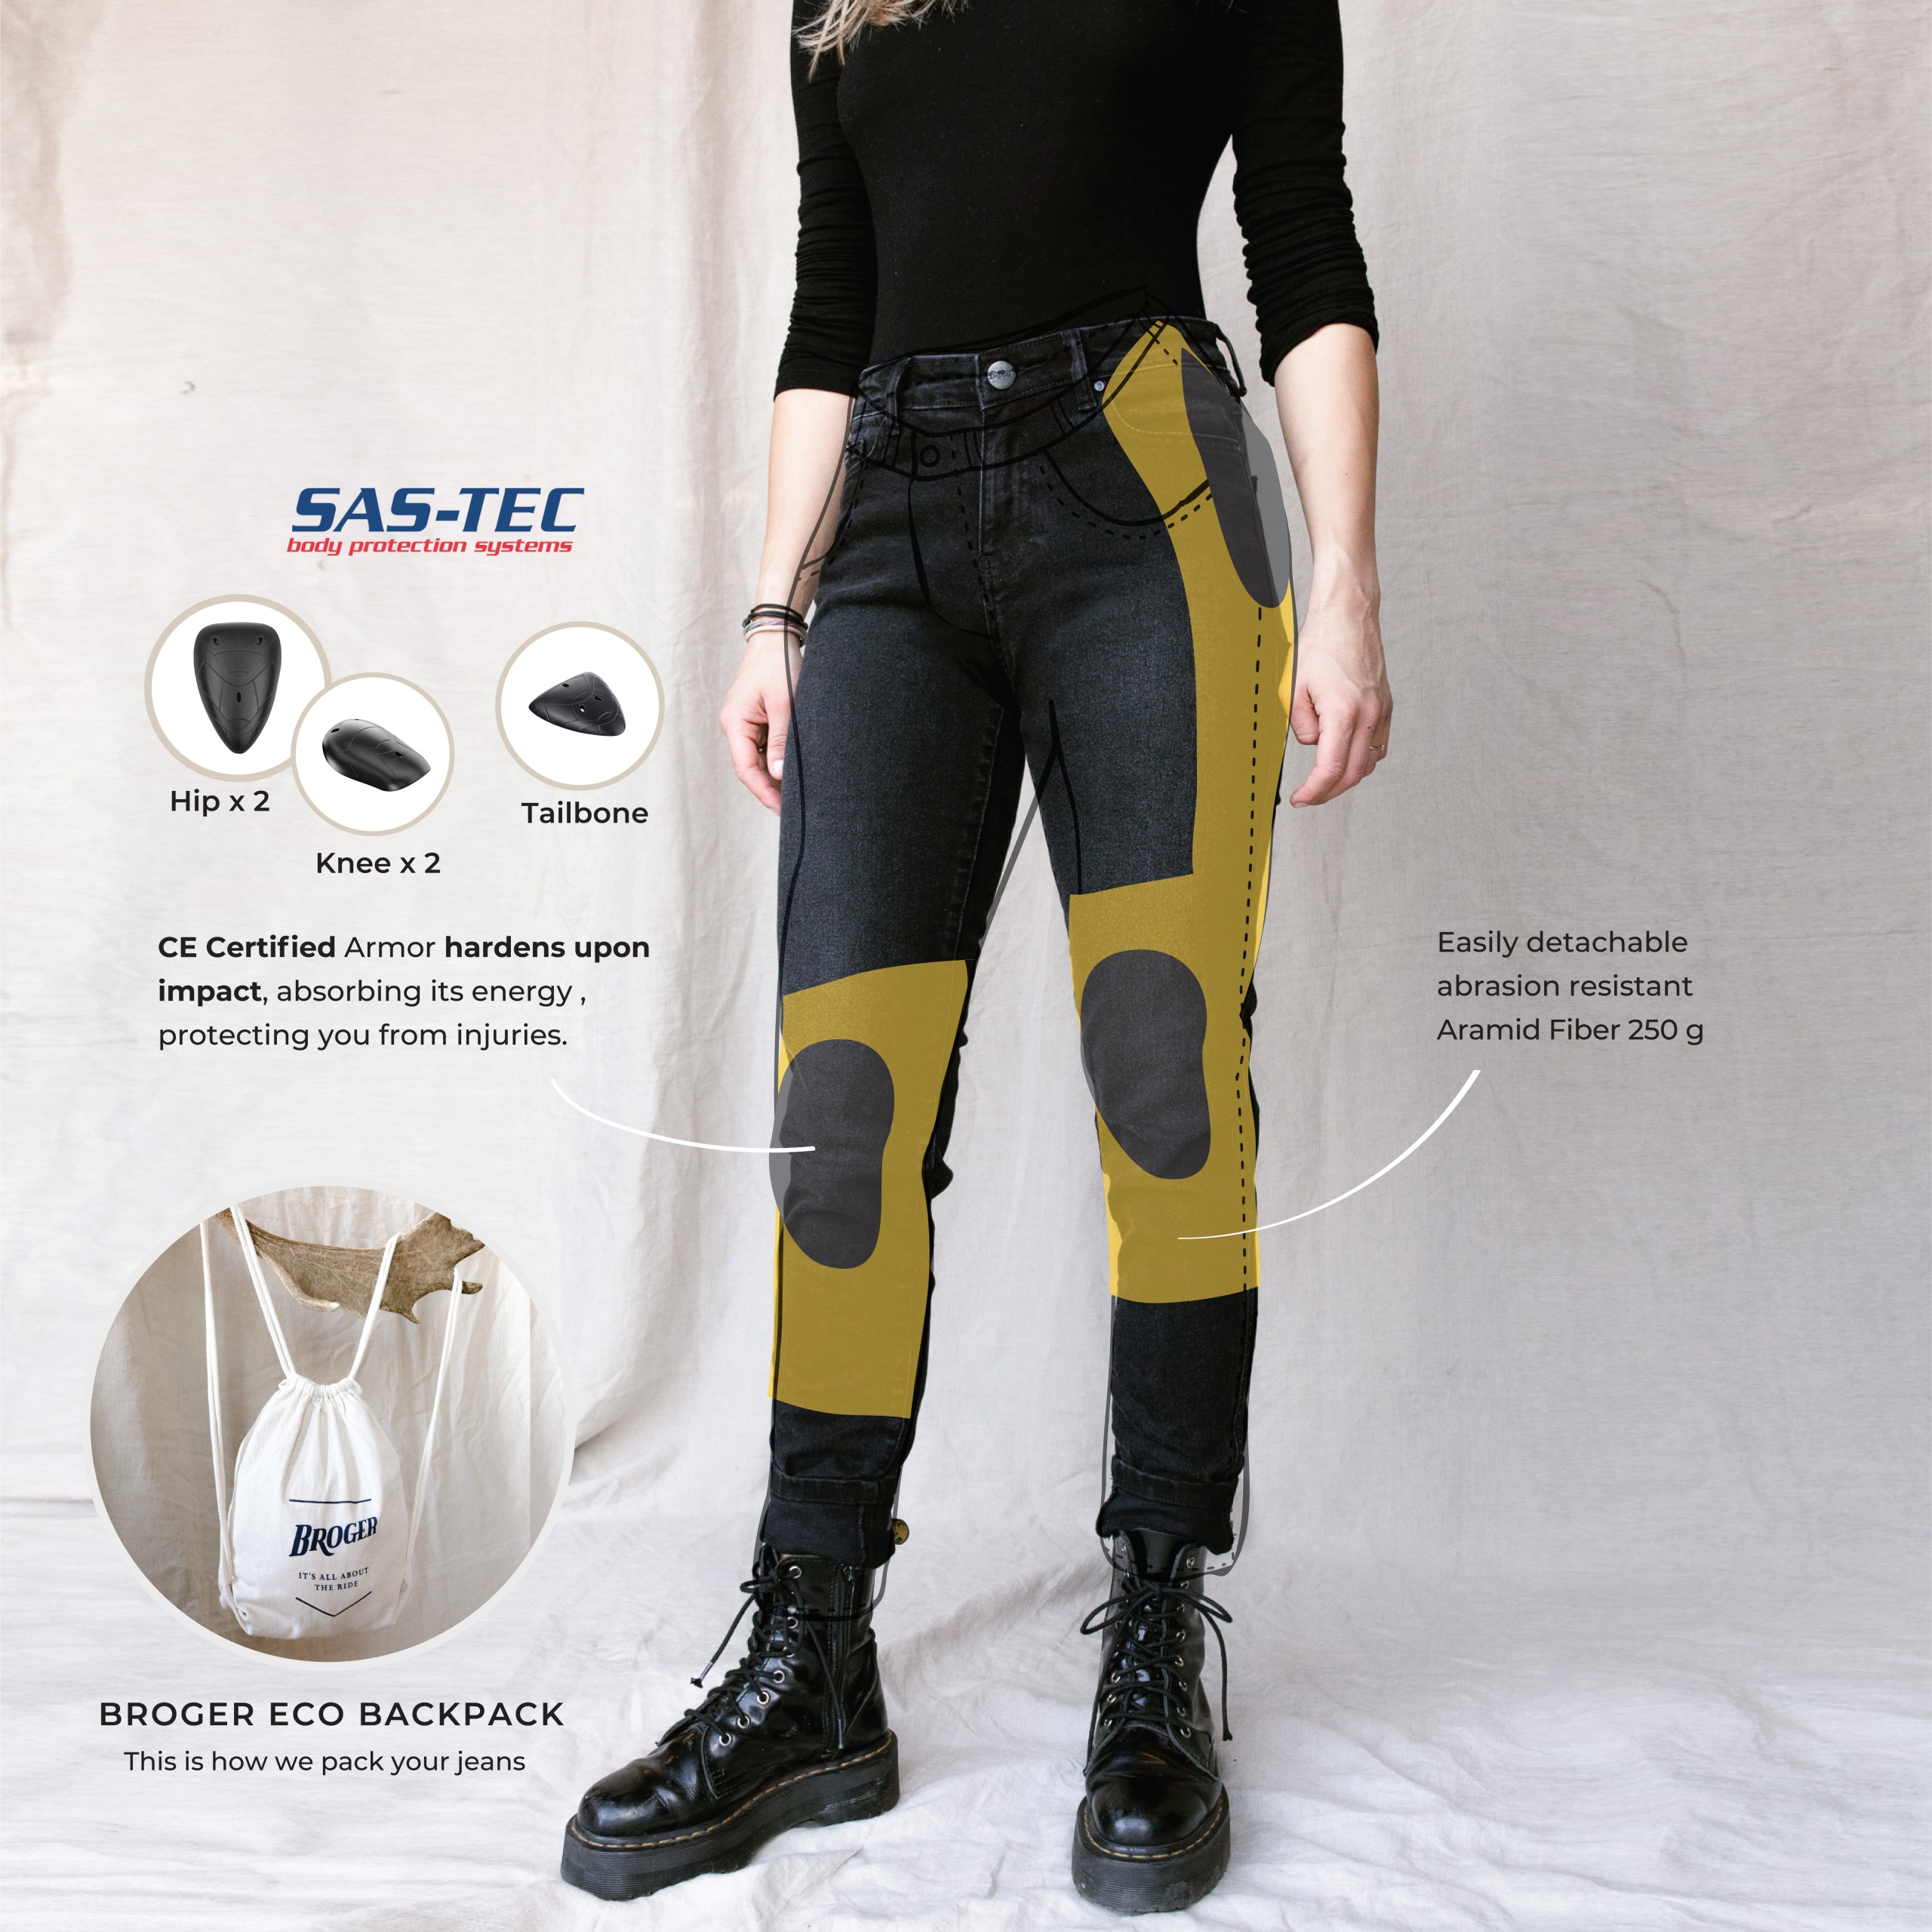 SAS-TEC
body protection systems
Hip x 2
Tailbone
Knee x 2
CE Certified Armor hardens upon
impact, absorbing its energy ,
protecting you from injuries.
Easily detachable
abrasion resistant
Aramid Fiber 250 g
BROGER
IT'S ALL ABOUT
THE RIDE
BROGER ECO BACKPACK
This is how we pack your jeans